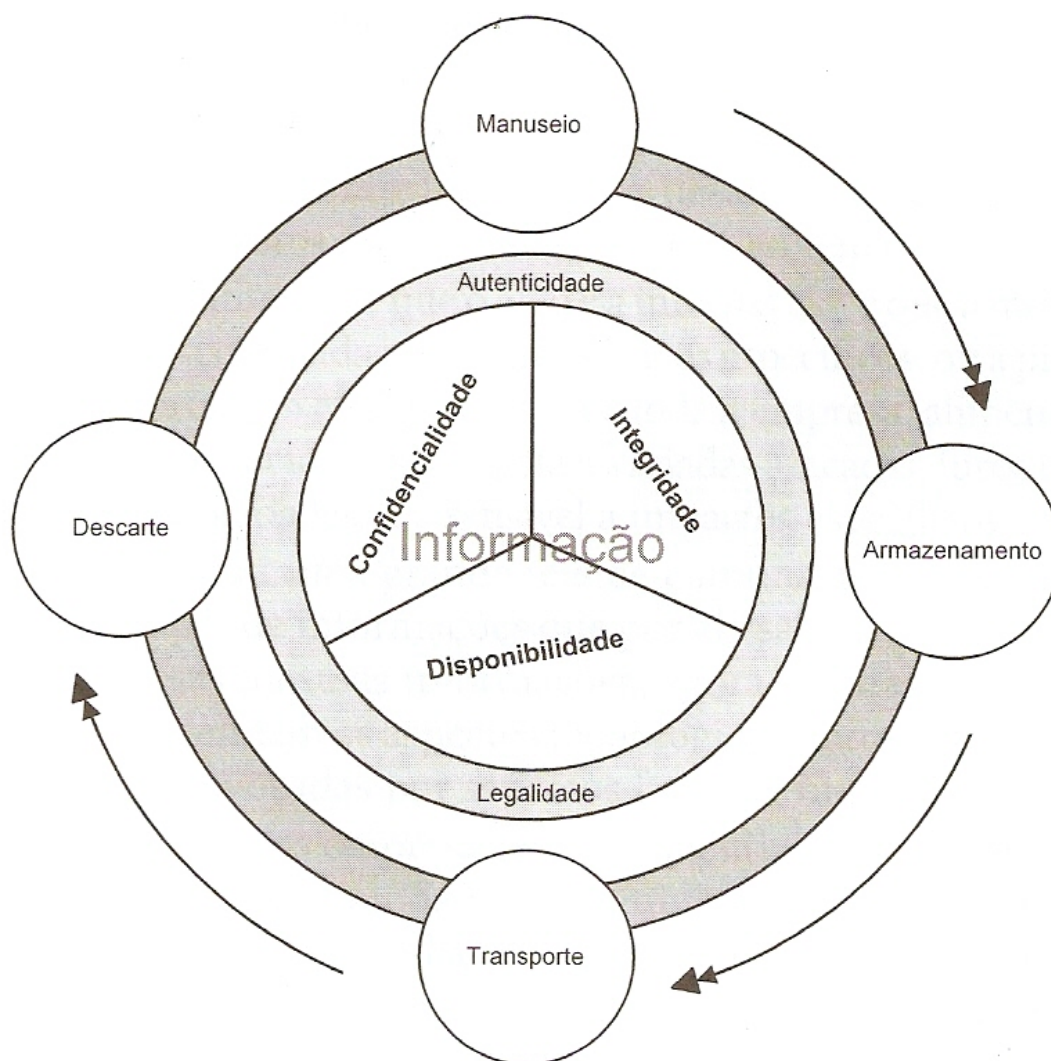 Manuseio
Autenticidade
Confidencialidade
Integridade
Informação
Disponibilidade
Legalidade
Descarte
Armazenamento
Transporte